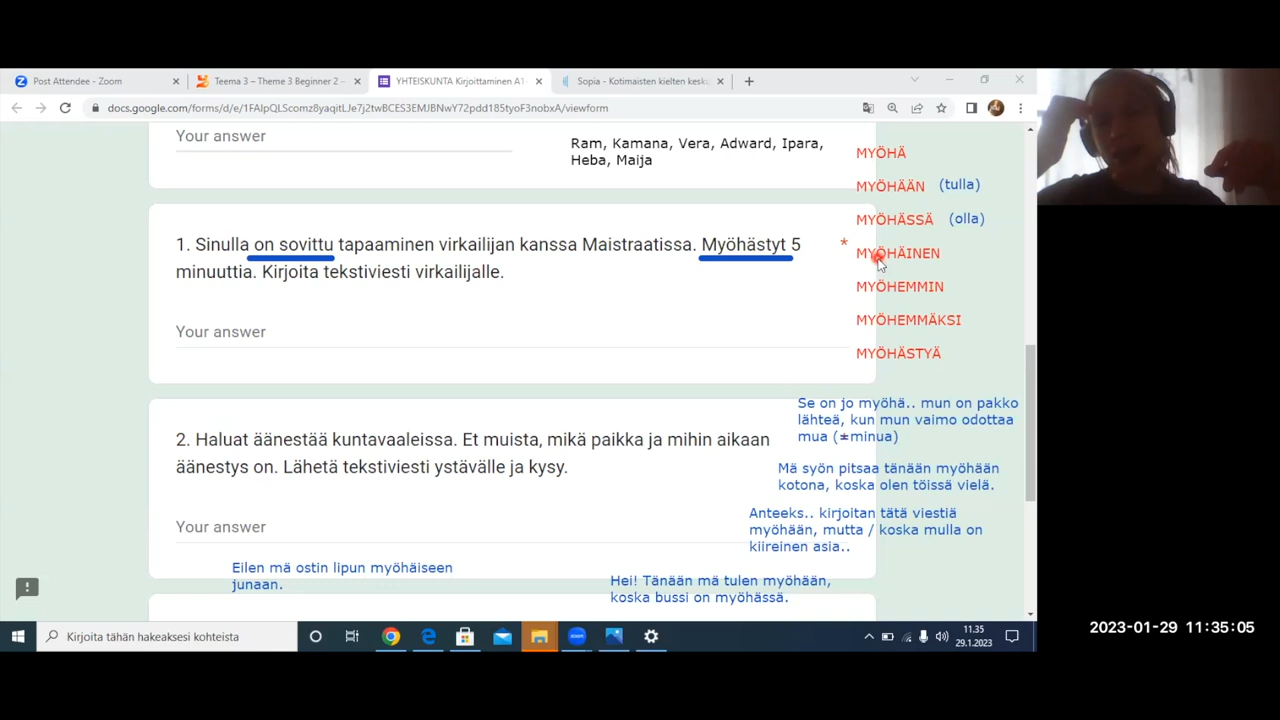 Post Attendee - Zoom
Teema 3 – Theme 3 Beginner 2 –
YHTEISKUNTA Kirjoittaminen A1-
Sopia - Kotimaisten kielten kesku
docs.google.com/forms/d/e/1FAIpQLScomz8yaqitLJe7j2twBCES3EMJBNwY72pdd185tyoF3nobxA/viewform
Your answer
Ram, Kamana, Vera, Adward, Ipara,
Heba, Maija
MYÖHÄ
MYÖHÄÄN (tulla)
MYÖHÄSSÄ (olla)
1. Sinulla on sovittu tapaaminen virkailijan kanssa Maistraatissa. Myöhästyt 5 *
minuuttia. Kirjoita tekstiviesti virkailijalle.
MYÖHÄINEN
MYÖHEMMIN
MYÖHEMMÄKSI
MYÖHÄSTYÄ
Your answer
Se on jo myöhä.. mun on pakko
lähteä, kun mun vaimo odottaa
mua (=minua)
2. Haluat äänestää kuntavaaleissa. Et muista, mikä paikka ja mihin aikaan
äänestys on. Lähetä tekstiviesti ystävälle ja kysy.
Mä syön pitsaa tänään myöhään
kotona, koska olen töissä vielä.
Anteeks.. kirjoitan tätä viestiä
myöhään, mutta / koska mulla on
kiireinen asia..
Your answer
Eilen mä ostin lipun myöhäiseen
junaan.
Hei! Tänään mä tulen myöhään,
koska bussi on myöhässä.
Kirjoita tähän hakeaksesi kohteista
zoom
11.35
29.1.2023
2023-01-29 11:35:05